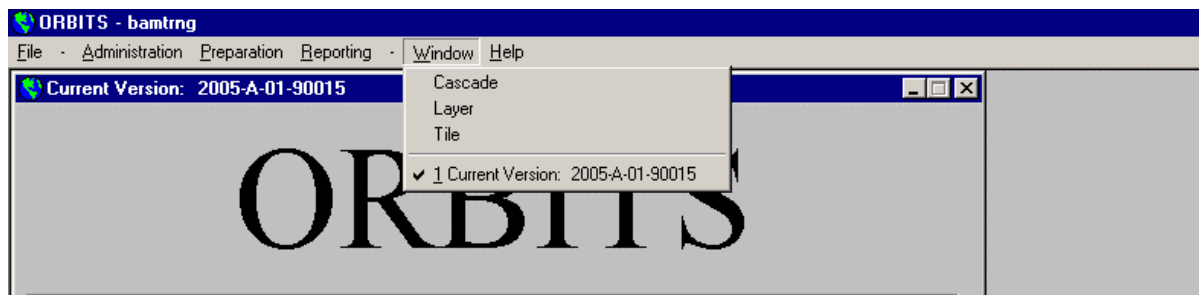 ORBITS - bamtrng
File - Administration Preparation Reporting - Window Help
Current Version: 2005-A-01-90015
Cascade
Layer
Tile
✔ 1 Current Version: 2005-A-01-90015
ORBITS